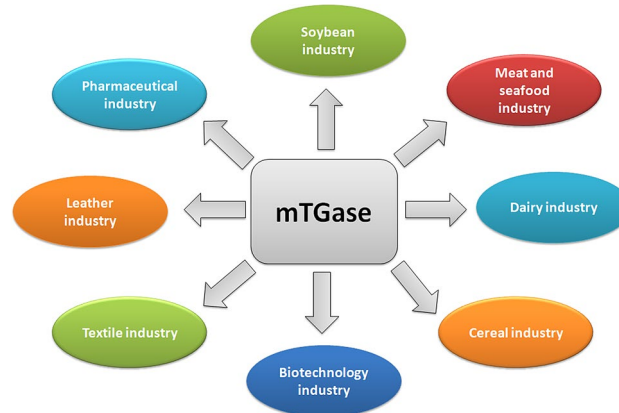 Soybean
industry
Pharmaceutical
industry
Meat and
seafood
industry
Leather
industry
mTGase
Dairy industry
Textile industry
Cereal industry
Biotechnology
industry